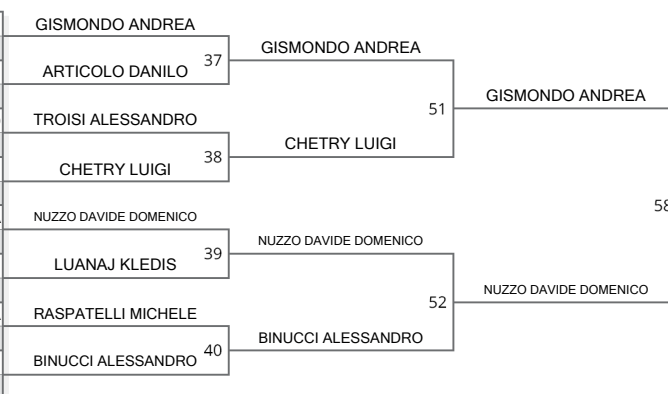 GISMONDO ANDREA
37
ARTICOLO DANILO
TROISI ALESSANDRO
38
CHETRY LUIGI
NUZZO DAVIDE DOMENICO
39
LUANAJ KLEDIS
RASPATELLI MICHELE
40
BINUCCI ALESSANDRO
GISMONDO ANDREA
51
CHETRY LUIGI
NUZZO DAVIDE DOMENICO
52
BINUCCI ALESSANDRO
GISMONDO ANDREA
58
NUZZO DAVIDE DOMENICO